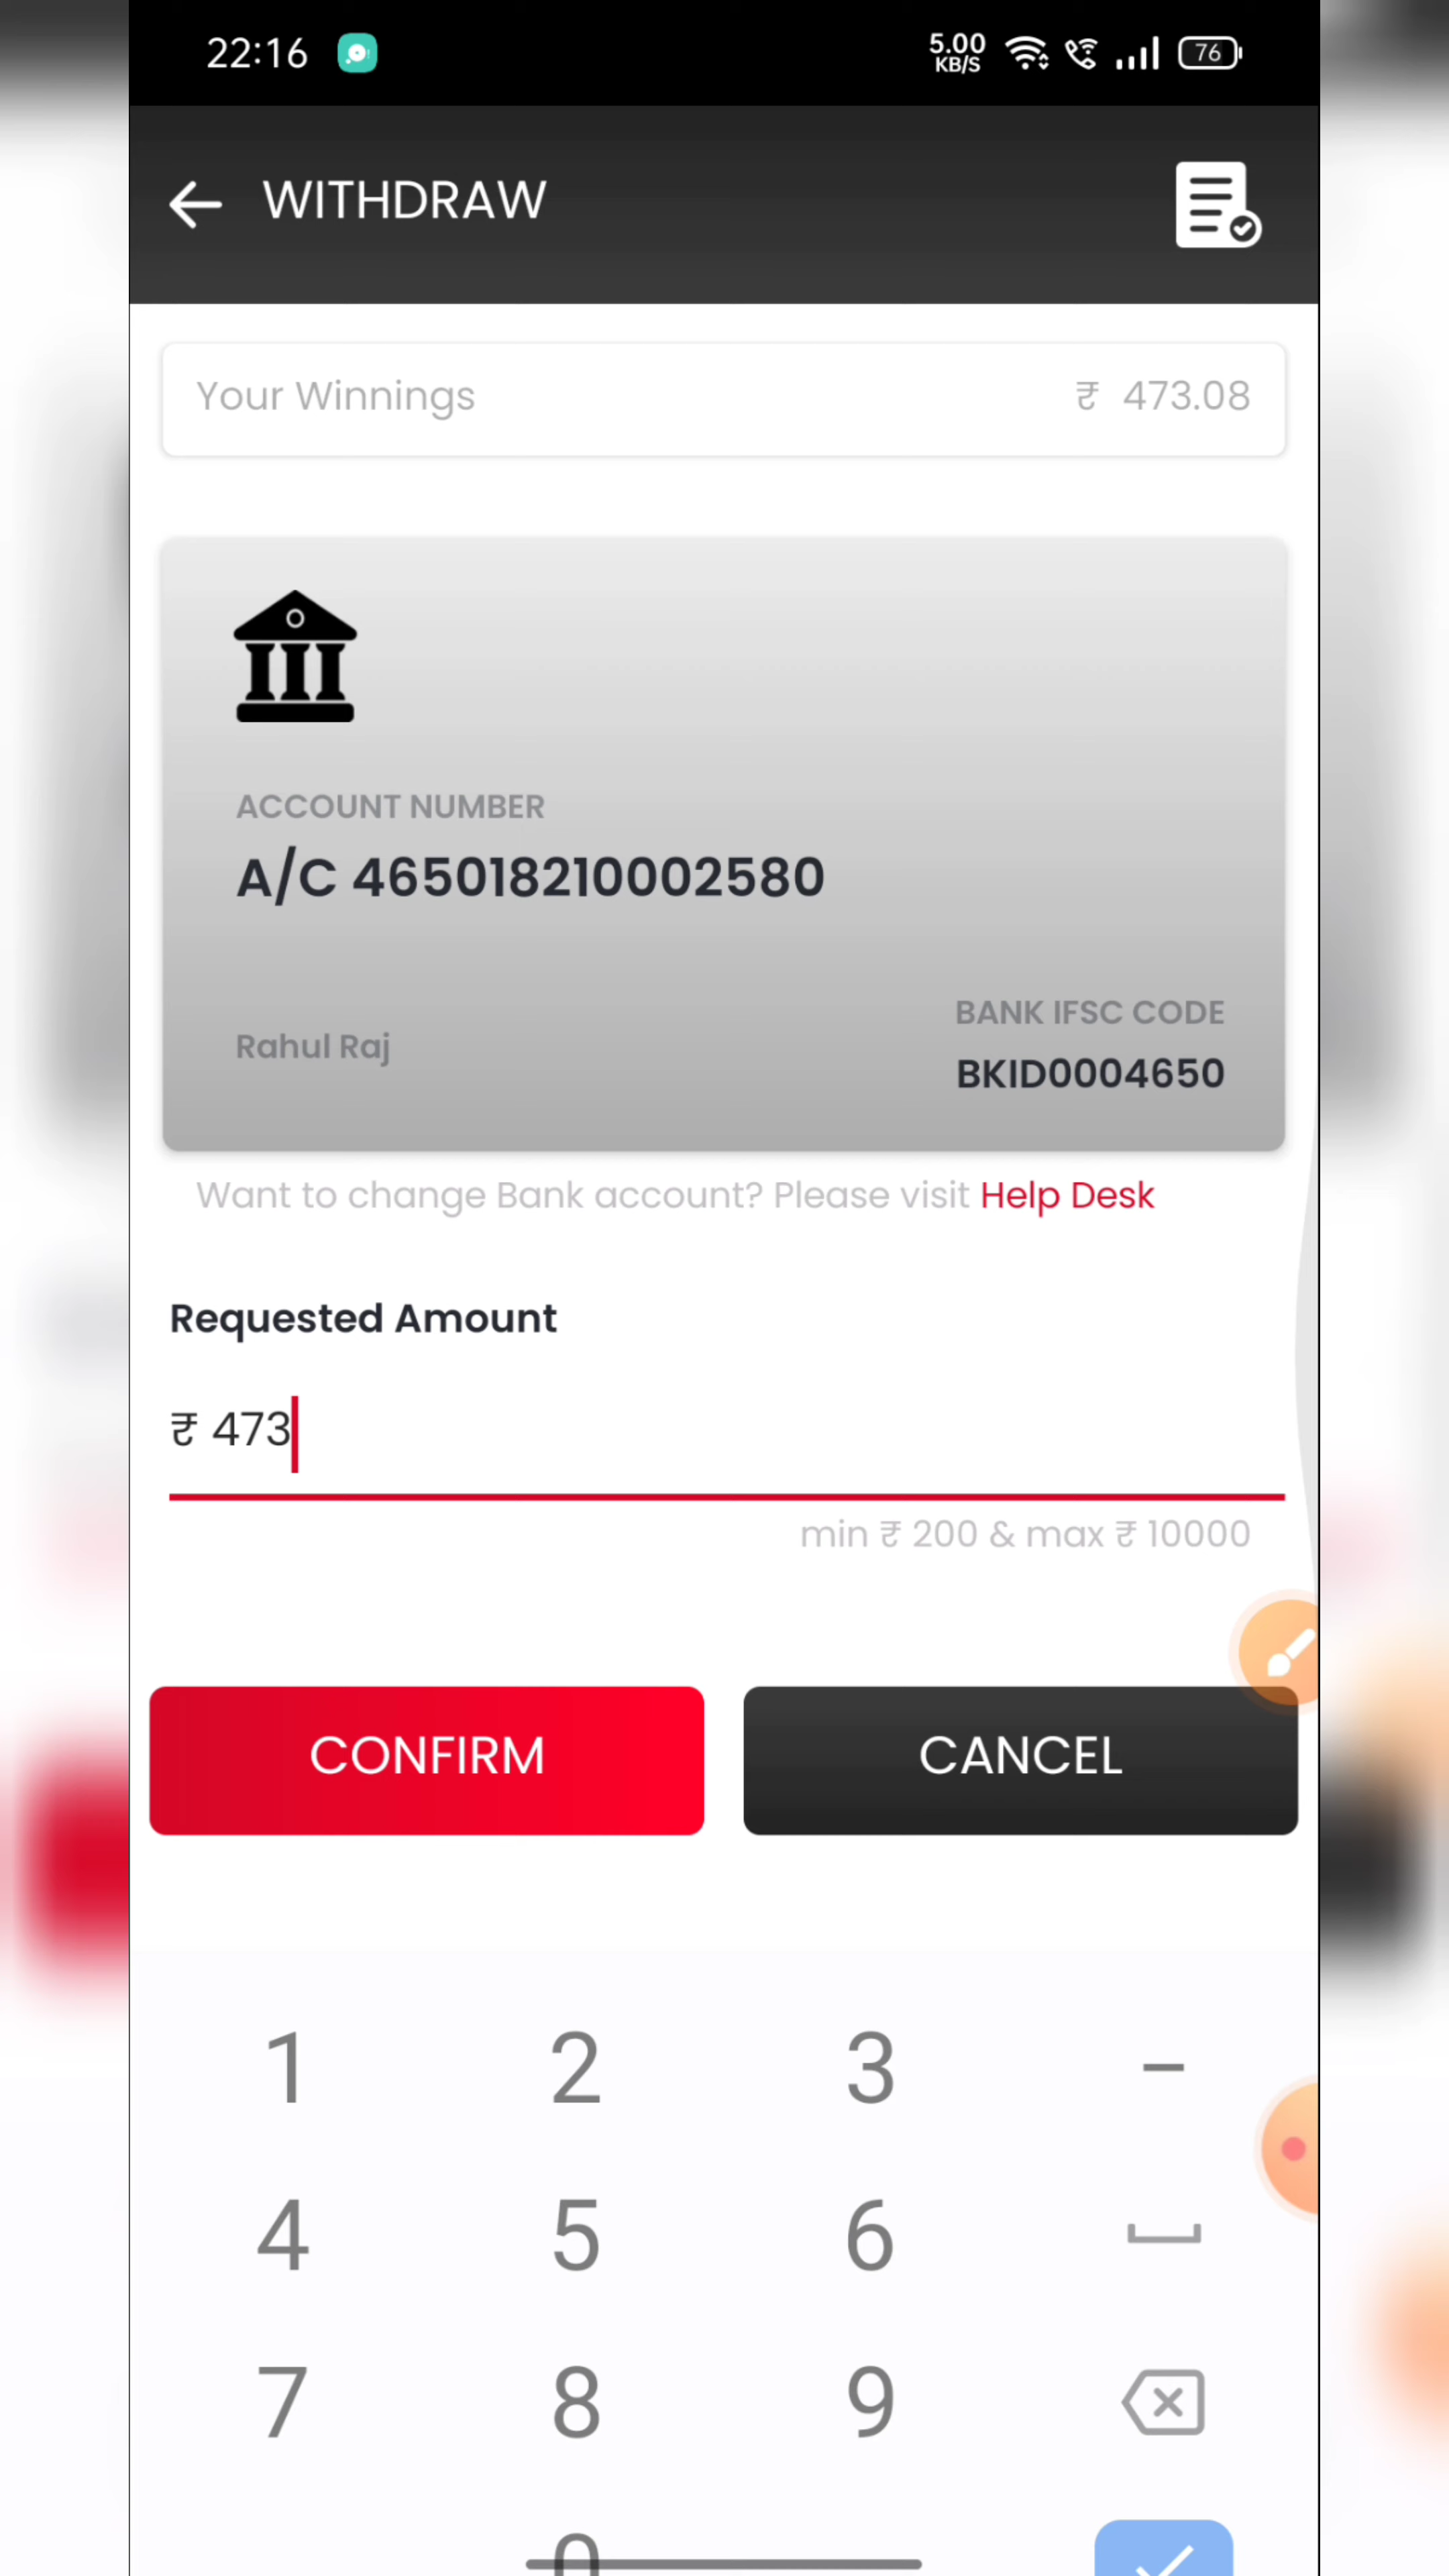 22:16
5.00
KB/S
76
WITHDRAW
Your Winnings ₹ 473.08
ACCOUNT NUMBER
A/C 465018210002580
BANK IFSC CODE
Rahul Raj
BKID0004650
Want to change Bank account? Please visit Help Desk
Requested Amount
₹ 473
min ₹ 200 & max ₹ 10000
CONFIRM CANCEL
1 2 3 -
4 5 6
7 8 9
0